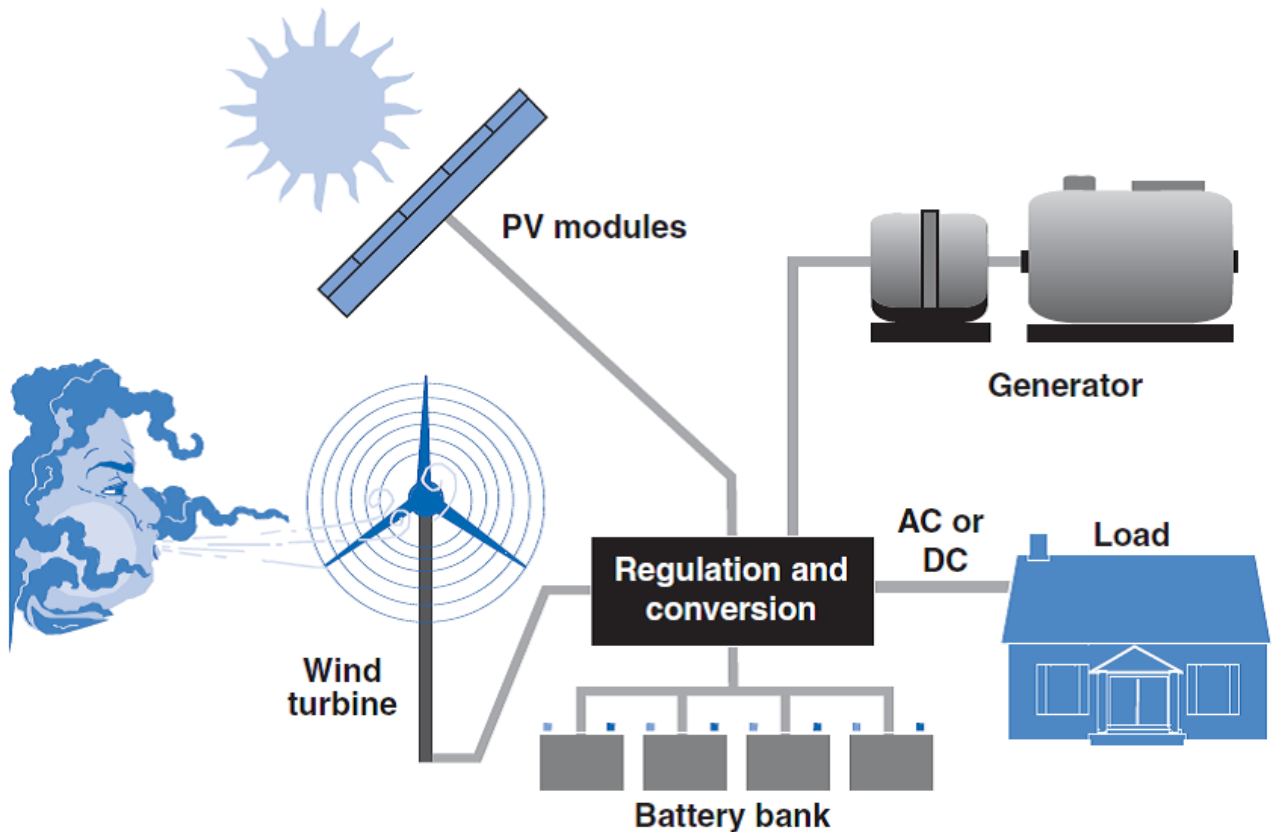 PV modules
Generator
AC or
DC
Load
Regulation and
conversion
Wind
turbine
Battery bank